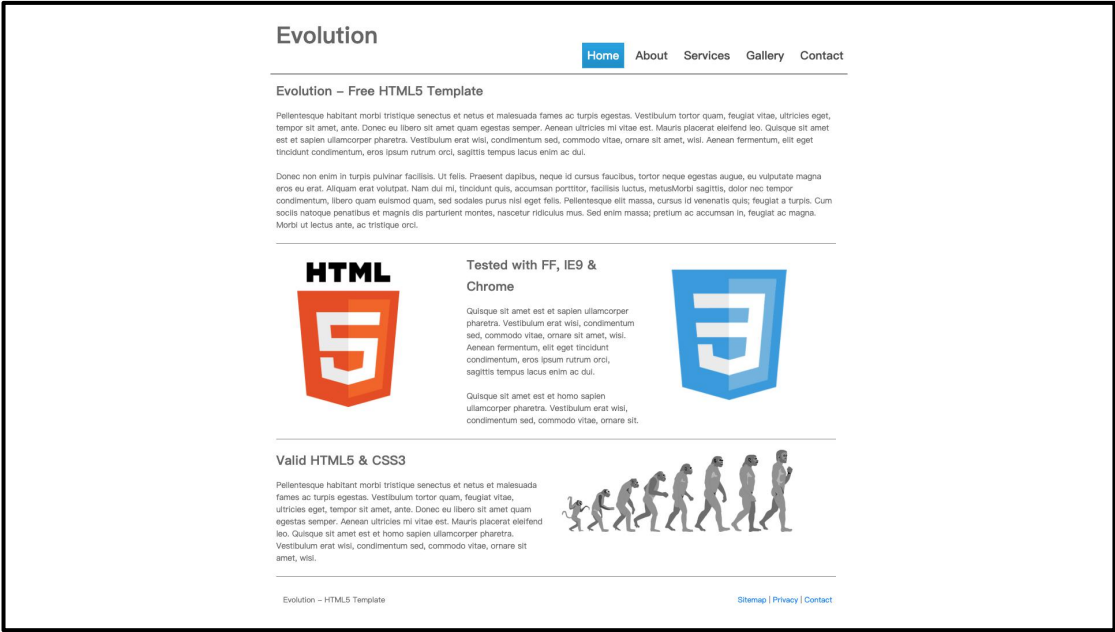 Evolution
Home About Services Gallery Contact
Evolution – Free HTML5 Template
Pellentesque habitant morbi tristique senectus et netus et malesuada fames ac turpis egestas. Vestibulum tortor quam, feugiat vitae, ultricies eget,
tempor sit amet, ante. Donec eu libero sit amet quam egestas semper. Aenean ultricies mi vitae est. Mauris placerat eleifend leo. Quisque sit amet
est et sapien ullamcorper pharetra. Vestibulum erat wisi, condimentum sed, commodo vitae, ornare sit amet, wisi. Aenean fermentum, elit eget
tincidunt condimentum, eros ipsum rutrum orci, sagittis tempus lacus enim ac dui.
Donec non enim in turpis pulvinar facilisis. Ut felis. Praesent dapibus, neque id cursus faucibus, tortor neque egestas augue, eu vulputate magna
eros eu erat. Aliquam erat volutpat. Nam dui mi, tincidunt quis, accumsan porttitor, facilisis luctus, metusMorbi sagittis, dolor nec tempor
condimentum, libero quam euismod quam, sed sodales purus nisl eget felis. Pellentesque elit massa, cursus id venenatis quis; feugiat a turpis. Cum
sociis natoque penatibus et magnis dis parturient montes, nascetur ridiculus mus. Sed enim massa; pretium ac accumsan in, feugiat ac magna.
Morbi ut lectus ante, ac tristique orci.
HTML
5
Tested with FF, IE9 &
Chrome
Quisque sit amet est et sapien ullamcorper
pharetra. Vestibulum erat wisi, condimentum
sed, commodo vitae, ornare sit amet, wisi.
Aenean fermentum, elit eget tincidunt
condimentum, eros ipsum rutrum orci,
sagittis tempus lacus enim ac dui.
Quisque sit amet est et homo sapien
ullamcorper pharetra. Vestibulum erat wisi,
condimentum sed, commodo vitae, ornare sit.
3
Valid HTML5 & CSS3
Pellentesque habitant morbi tristique senectus et netus et malesuada
fames ac turpis egestas. Vestibulum tortor quam, feugiat vitae,
ultricies eget, tempor sit amet, ante. Donec eu libero sit amet quam
egestas semper. Aenean ultricies mi vitae est. Mauris placerat eleifend
leo. Quisque sit amet est et homo sapien ullamcorper pharetra.
Vestibulum erat wisi, condimentum sed, commodo vitae, ornare sit
amet, wisi.
Evolution – HTML5 Template
Sitemap | Privacy | Contact